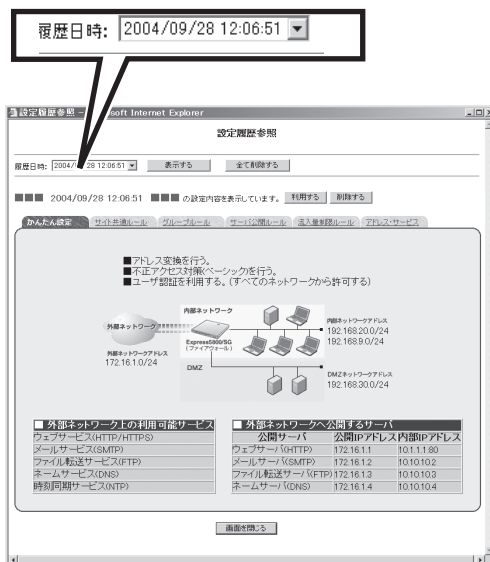 履歴日時: 2004/09/28 12:06:51
設定履歴参照 - soft Internet Explorer
設定履歴参照
履歴日時: 2004/ 28 12:06:51 表示する 全て削除する
■■■ 2004/09/28 12:06:51 ■■■ の設定内容を表示しています。 利用する 削除する
かんたん設定 サイト共通ルール グループルール サーバ公開ルール 流入量制限ルール アドレス・サービス
■アドレス変換を行う。
■不正アクセス対策(ベーシック)を行う。
■ユーザ認証を利用する。(すべてのネットワークから許可する)
内部ネットワーク
外部ネットワーク
Express5800/SG
(ファイアウォール)
内部ネットワークアドレス
192.168.20.0/24
192.168.9.0/24
外部ネットワークアドレス
172.16.1.0/24
DMZ
DMZネットワークアドレス
192.168.30.0/24
■ 外部ネットワーク上の利用可能サービス
ウェブサービス(HTTP/HTTPS)
メールサービス(SMTP)
ファイル転送サービス(FTP)
ネームサービス(DNS)
時刻同期サービス(NTP)
■ 外部ネットワークへ公開するサーバ
公開サーバ 公開IPアドレス 内部IPアドレス
ウェブサーバ(HTTP) 172.16.1.1 10.1.1.1:80
メールサーバ(SMTP) 172.16.1.2 10.10.10.2
ファイル転送サーバ(FTP) 172.16.1.3 10.10.10.3
ネームサーバ(DNS) 172.16.1.4 10.10.10.4
画面を閉じる